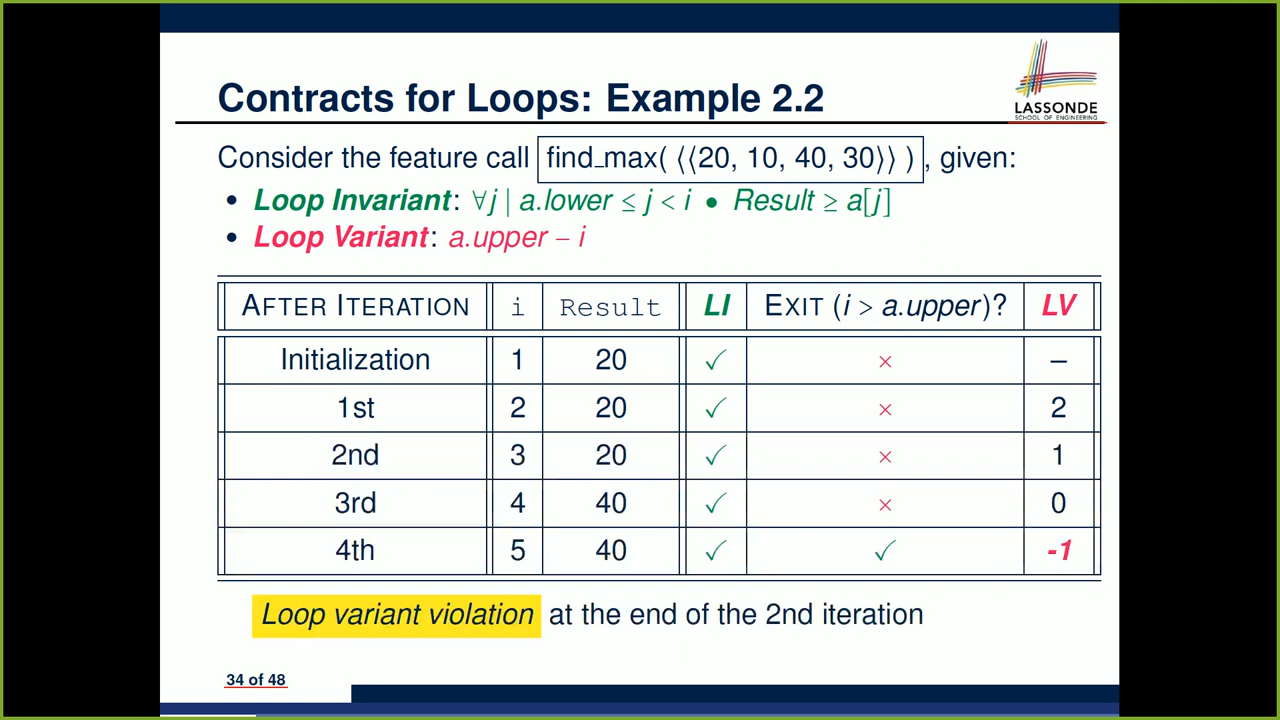 LASSONDE
SCHOOL OF ENGINEERING
Contracts for Loops: Example 2.2
Consider the feature call find_max( ⟨⟨20, 10, 40, 30⟩⟩ ) , given:
• Loop Invariant: ∀j | a.lower ≤ j < i • Result ≥ a[j]
• Loop Variant: a.upper − i
AFTER ITERATION i Result LI EXIT (i > a.upper)? LV
Initialization 1 20 ✓ × –
1st 2 20 ✓ × 2
2nd 3 20 ✓ × 1
3rd 4 40 ✓ × 0
4th 5 40 ✓ ✓ -1
Loop variant violation at the end of the 2nd iteration
34 of 48